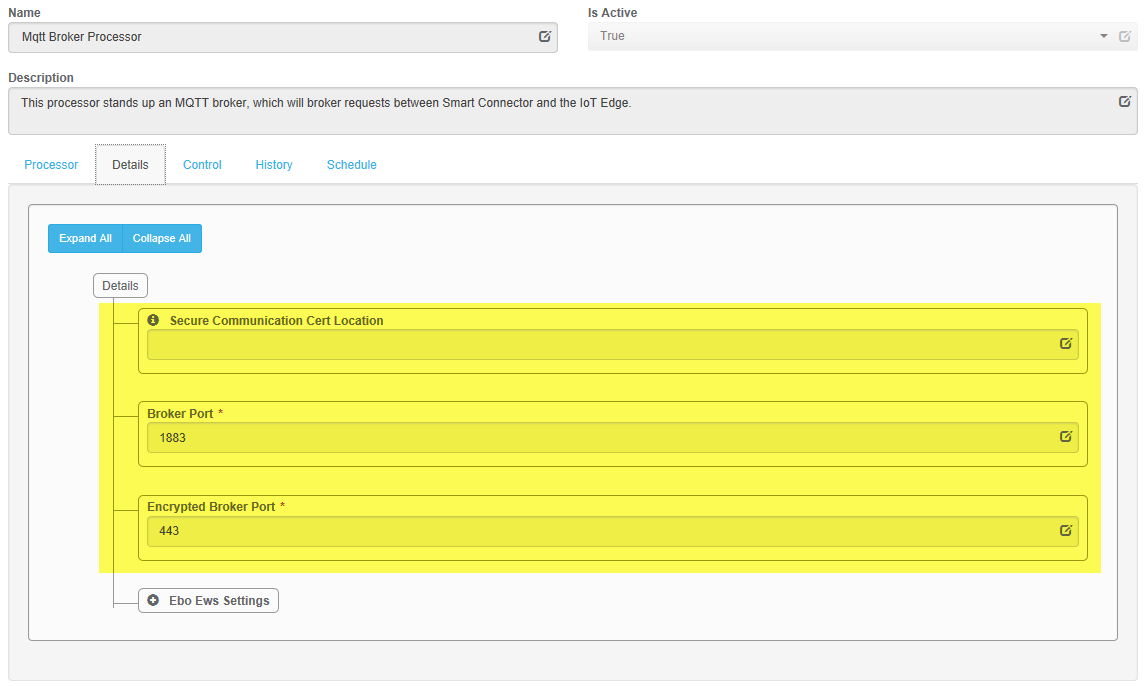 Name
Is Active
Mqtt Broker Processor
True
Description
This processor stands up an MQTT broker, which will broker requests between Smart Connector and the IoT Edge.
Processor Details Control History Schedule
Expand All Collapse All
Details
Secure Communication Cert Location
Broker Port *
1883
Encrypted Broker Port *
443
Ebo Ews Settings